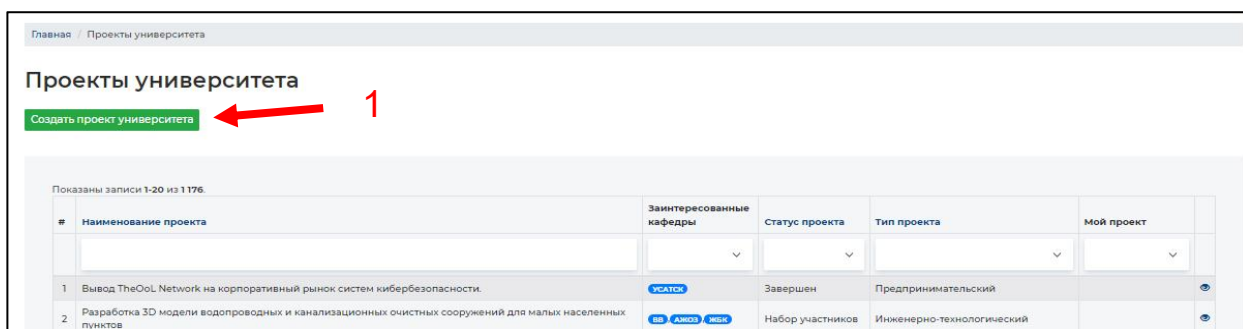 Главная / Проекты университета
Проекты университета
Создать проект университета
1
Показаны записи 1-20 из 1 176.
# Наименование проекта Заинтересованные кафедры Статус проекта Тип проекта Мой проект
1 Вывод TheOoL Network на корпоративный рынок систем кибербезопасности. УСАТСК Завершен Предпринимательский
2 Разработка 3D модели водопроводных и канализационных очистных сооружений для малых населенных
пунктов ВВ АЖОЗ ЖБК Набор участников Инженерно-технологический